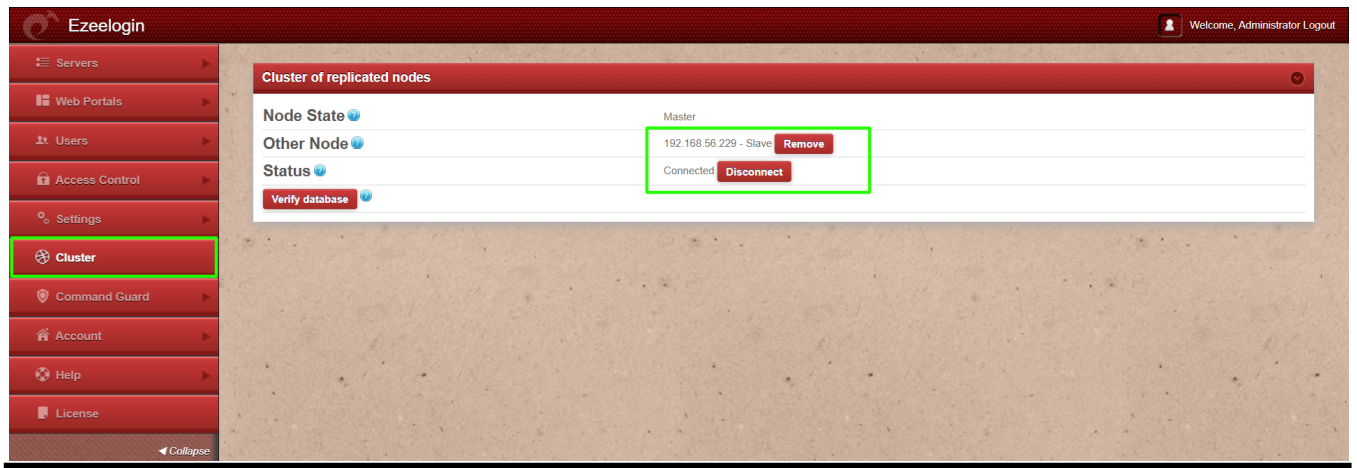 Ezeelogin
Welcome, Administrator Logout
Servers
Web Portals
Users
Access Control
Settings
Cluster
Command Guard
Account
Help
License
Collapse
Cluster of replicated nodes
Node State Master
Other Node 192.168.56.229 - Slave Remove
Status Connected Disconnect
Verify database